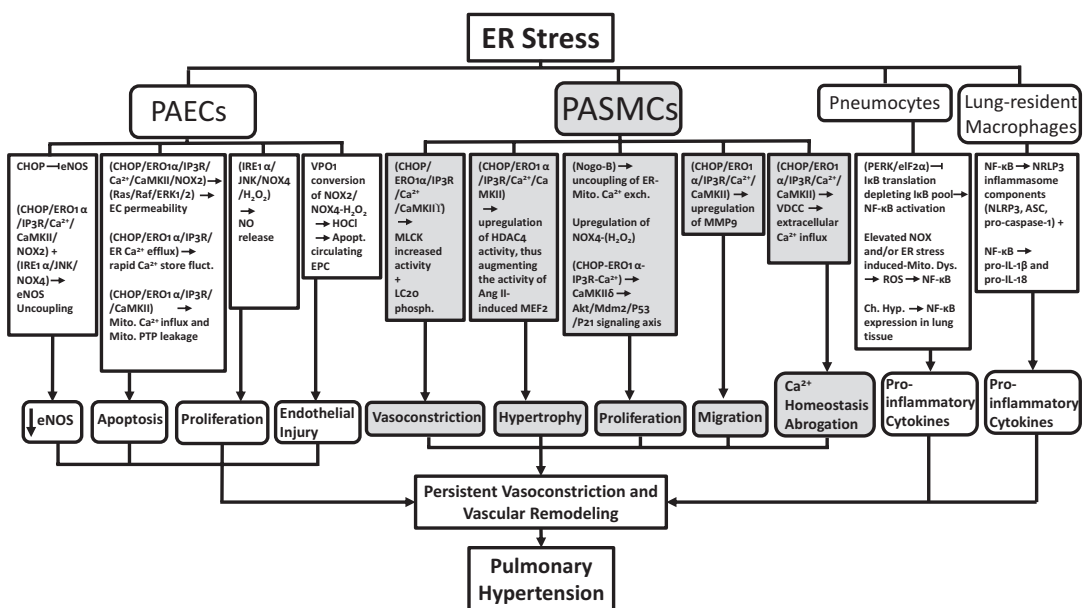 ER Stress
PAECs
PASMCs
Pneumocytes
Lung-resident
Macrophages
CHOP ⊣eNOS
(CHOP/ERO1α
/IP3R/Ca²⁺/
CaMKII/
NOX2) +
(IRE1α/JNK/
NOX4)→
eNOS
Uncoupling
(CHOP/ERO1α/IP3R/
Ca²⁺/CaMKII/NOX2)→
(Ras/Raf/ERK1/2) →
EC permeability
(CHOP/ERO1α/IP3R/
ER Ca²⁺ efflux)→
rapid Ca²⁺ store fluct.
(CHOP/ERO1α/IP3R/
/CaMKII) →
Mito. Ca²⁺ influx and
Mito. PTP leakage
(IRE1α/
JNK/NOX4
/H₂O₂)
→
NO
release
VPO1
conversion
of NOX2/
NOX4-H₂O₂
→ HOCl
→ Apopt.
circulating
EPC
(CHOP/
ERO1α/IP3R
/Ca²⁺
/CaMKIIϒ)
→
MLCK
increased
activity
+
LC20
phosph.
(CHOP/ERO1α
/IP3R/Ca²⁺/Ca
MKII)
→
upregulation
of HDAC4
activity, thus
augmenting
the activity of
Ang II-
induced MEF2
(Nogo-B)→
uncoupling of ER-
Mito. Ca²⁺ exch.
Upregulation of
NOX4-(H₂O₂)
(CHOP-ERO1α-
IP3R-Ca²⁺)→
CaMKIIδ→
Akt/Mdm2/P53
/P21 signaling axis
(CHOP/ERO1
α/IP3R/Ca²⁺/
CaMKII) →
upregulation
of MMP9
(CHOP/ERO1
α/IP3R/Ca²⁺/
CaMKII) →
VDCC →
extracellular
Ca²⁺ influx
(PERK/eIF2α)⊣
IκB translation
depleting IκB pool→
NF-κB activation
Elevated NOX
and/or ER stress
induced-Mito. Dys.
→ ROS → NF-κB
Ch. Hyp. → NF-κB
expression in lung
tissue
NF-κB→ NRLP3
inflammasome
components
(NLRP3, ASC,
pro-caspase-1) +
NF-κB→
pro-IL-1β and
pro-IL-18
↓eNOS
Apoptosis
Proliferation
Endothelial
Injury
Vasoconstriction
Hypertrophy
Proliferation
Migration
Ca²⁺
Homeostasis
Abrogation
Pro-
inflammatory
Cytokines
Pro-
inflammatory
Cytokines
Persistent Vasoconstriction and
Vascular Remodeling
Pulmonary
Hypertension